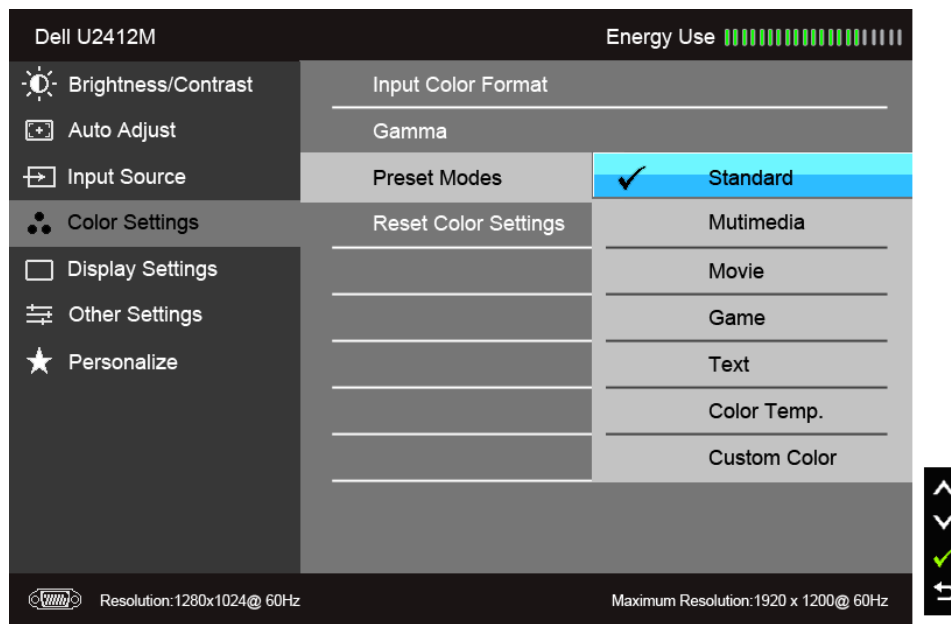 Dell U2412M
Energy Use
Brightness/Contrast
Auto Adjust
Input Source
Color Settings
Display Settings
Other Settings
Personalize
Input Color Format
Gamma
Preset Modes
Reset Color Settings
Standard
Mutimedia
Movie
Game
Text
Color Temp.
Custom Color
Resolution:1280x1024@ 60Hz
Maximum Resolution:1920 x 1200@ 60Hz